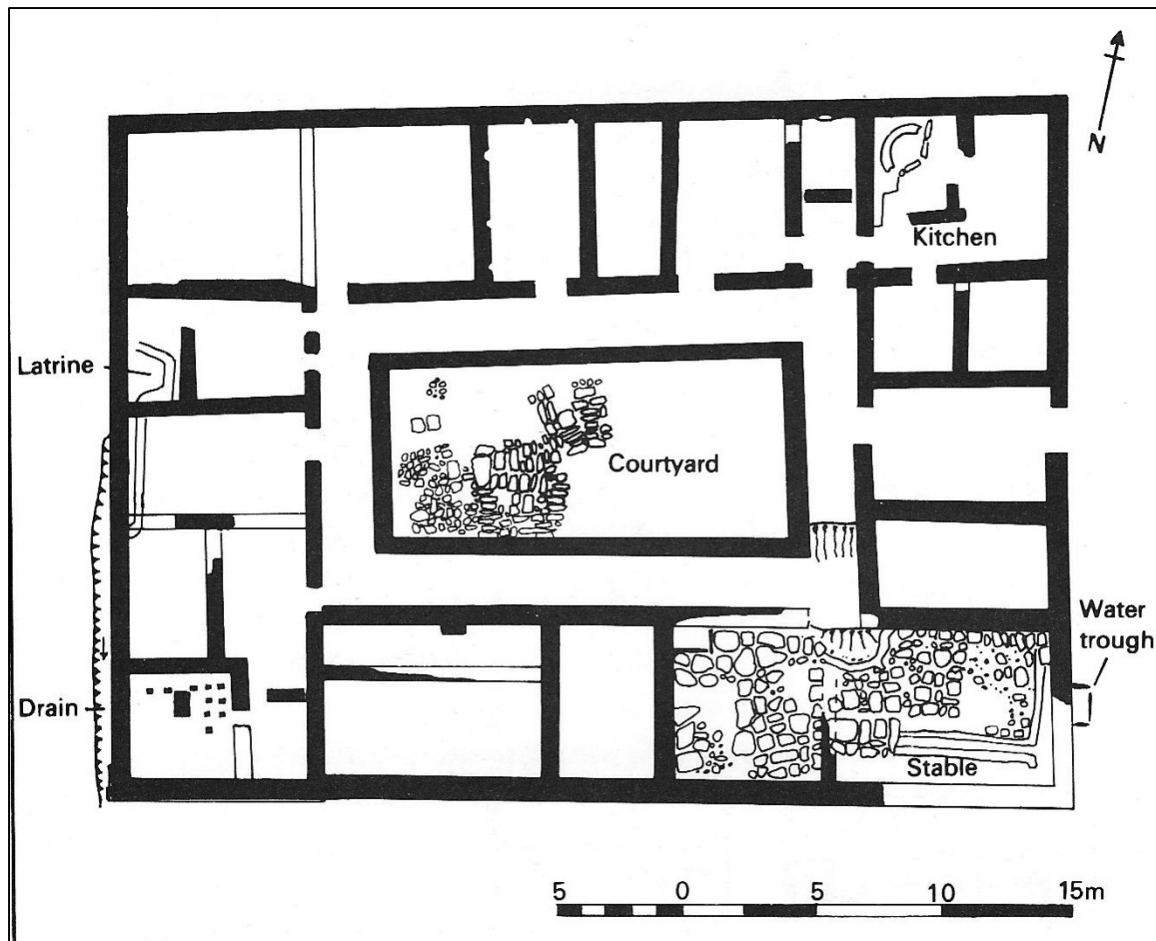 N
Kitchen
Latrine
Courtyard
Water
trough
Drain
Stable
5 0 5 10 15m